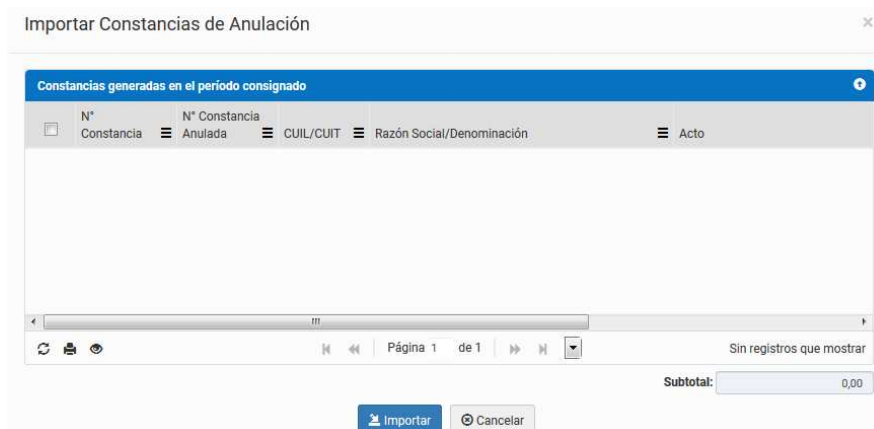 Importar Constancias de Anulación
Constancias generadas en el período consignado
N° Constancia
N° Constancia Anulada
CUIL/CUIT
Razón Social/Denominación
Acto
Página 1 de 1
Sin registros que mostrar
Subtotal: 0,00
Importar
Cancelar